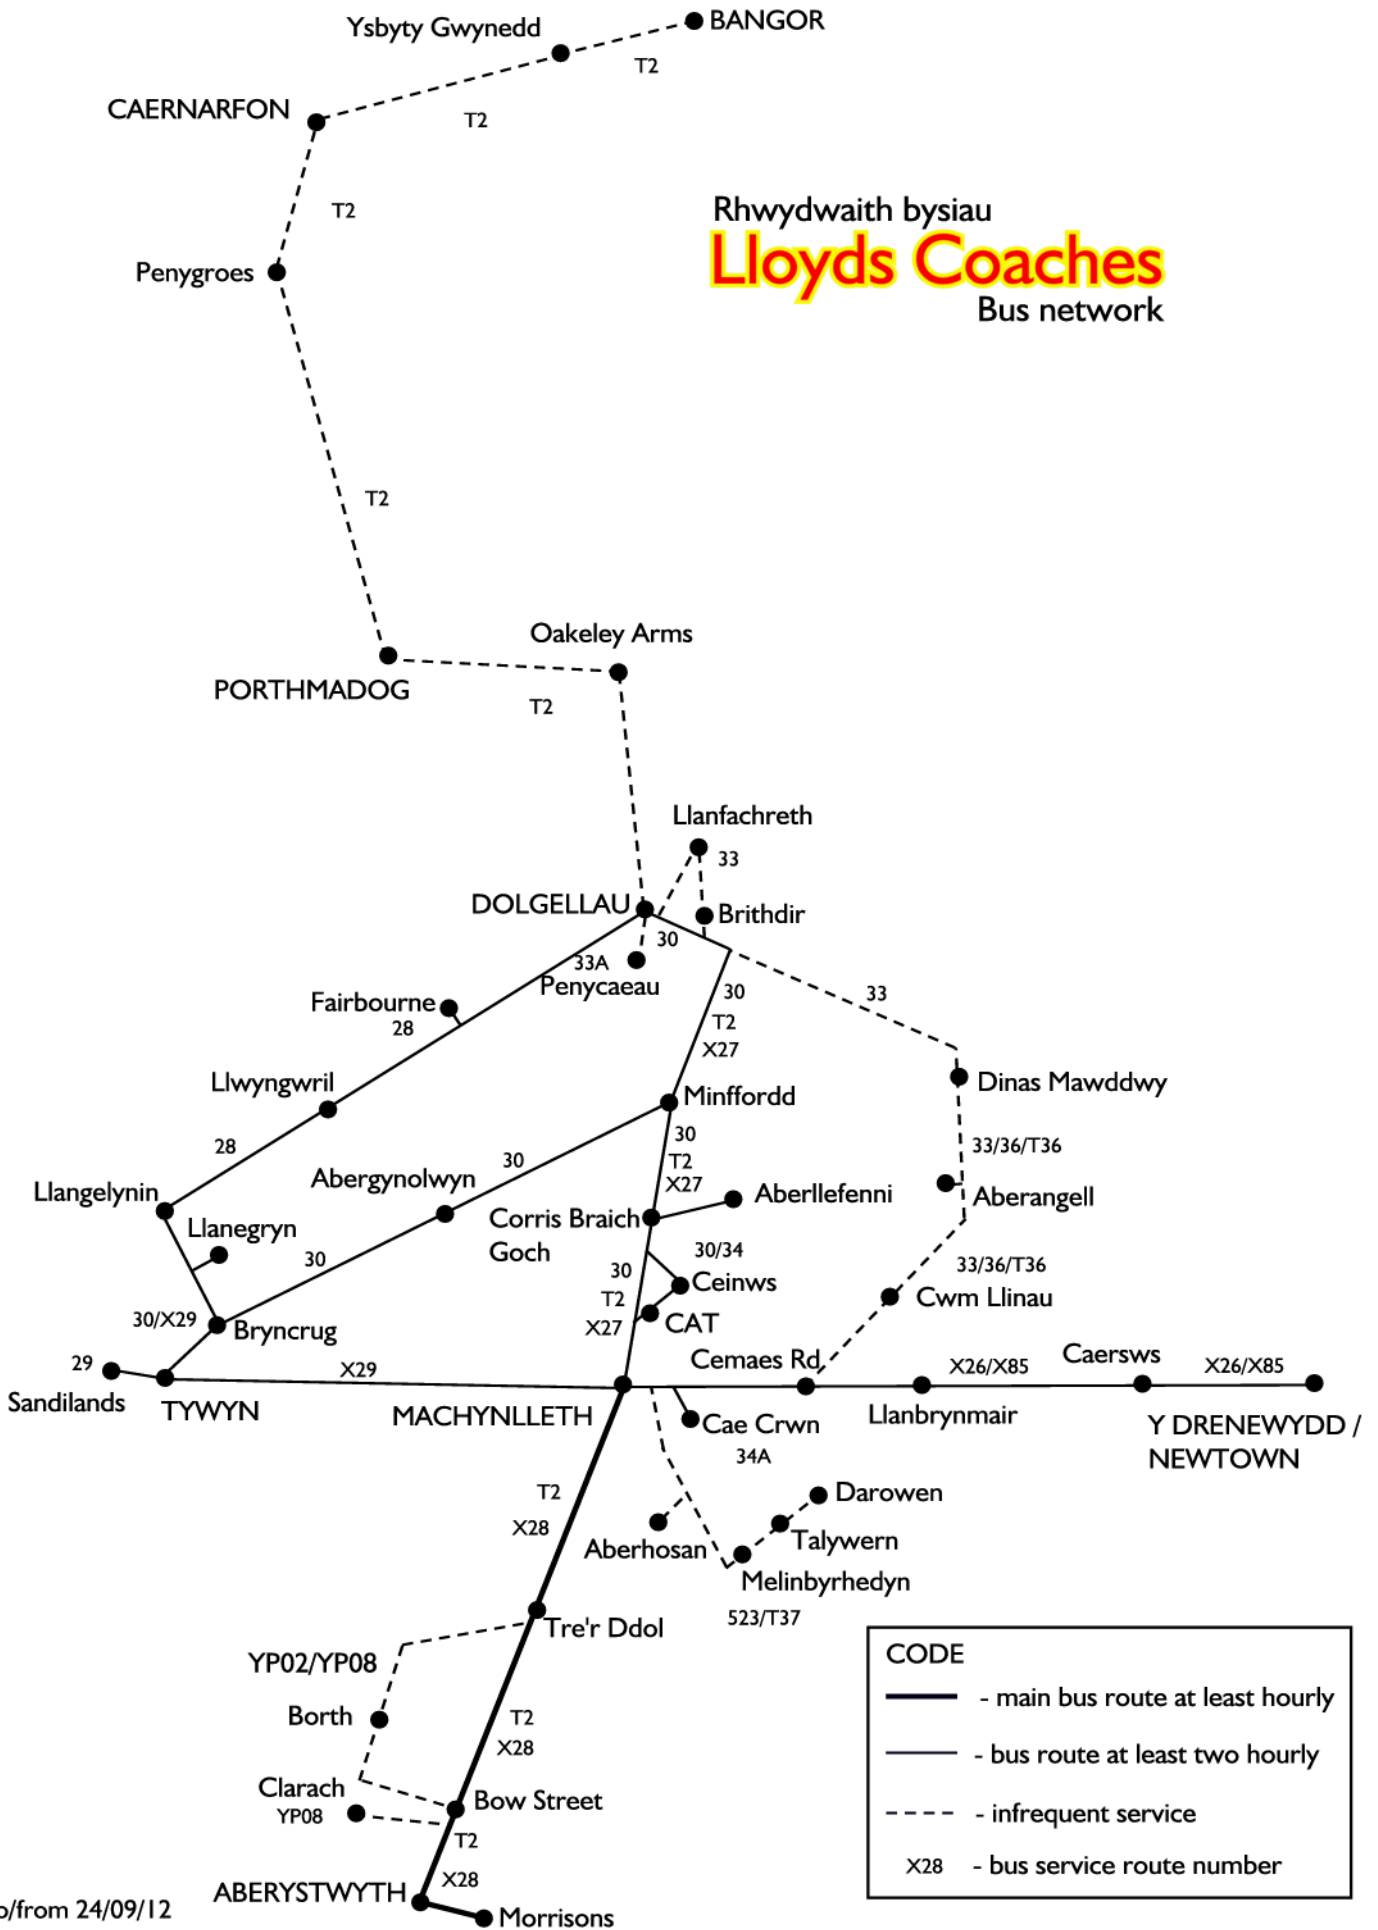 Ysbyty Gwynedd
BANGOR
T2
CAERNARFON
T2
T2
Rhwydwaith bysiau
Lloyds Coaches
Bus network
Penygroes
T2
Oakeley Arms
PORTHMADOG
T2
Llanfachreth
33
DOLGELLAU
Brithdir
30
33A
Penycaeau
Fairbourne
28
30
33
T2
X27
Llwyngwril
Minffordd
Dinas Mawddwy
28
30
30
33/36/T36
T2
X27
Abergynolwyn
Llangelynin
Aberllefenni
Aberangell
Llanegryn
Corris Braich
Goch
30
30/34
33/36/T36
30
Ceinws
T2
Cwm Llinau
30/X29
Bryncrug
X27
CAT
29
X29
Cemaes Rd
X26/X85
Caersws
X26/X85
Sandilands
TYWYN
MACHYNLLETH
Cae Crwn
34A
Llanbrynmair
Y DRENEWYDD /
NEWTOWN
T2
X28
Darowen
Aberhosan
Talywern
Melinbyrhedyn
523/T37
Tre'r Ddol
YP02/YP08
Borth
T2
X28
Clarach
YP08
Bow Street
T2
X28
ABERYSTWYTH
Morrisons
CODE
- main bus route at least hourly
- bus route at least two hourly
- infrequent service
X28 - bus service route number
o/from 24/09/12